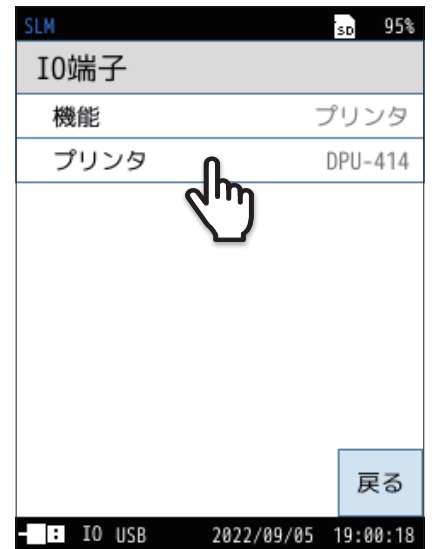 SLM SD 95%
IO端子
機能 プリンタ
プリンタ DPU-414
戻る
IO USB 2022/09/05 19:00:18